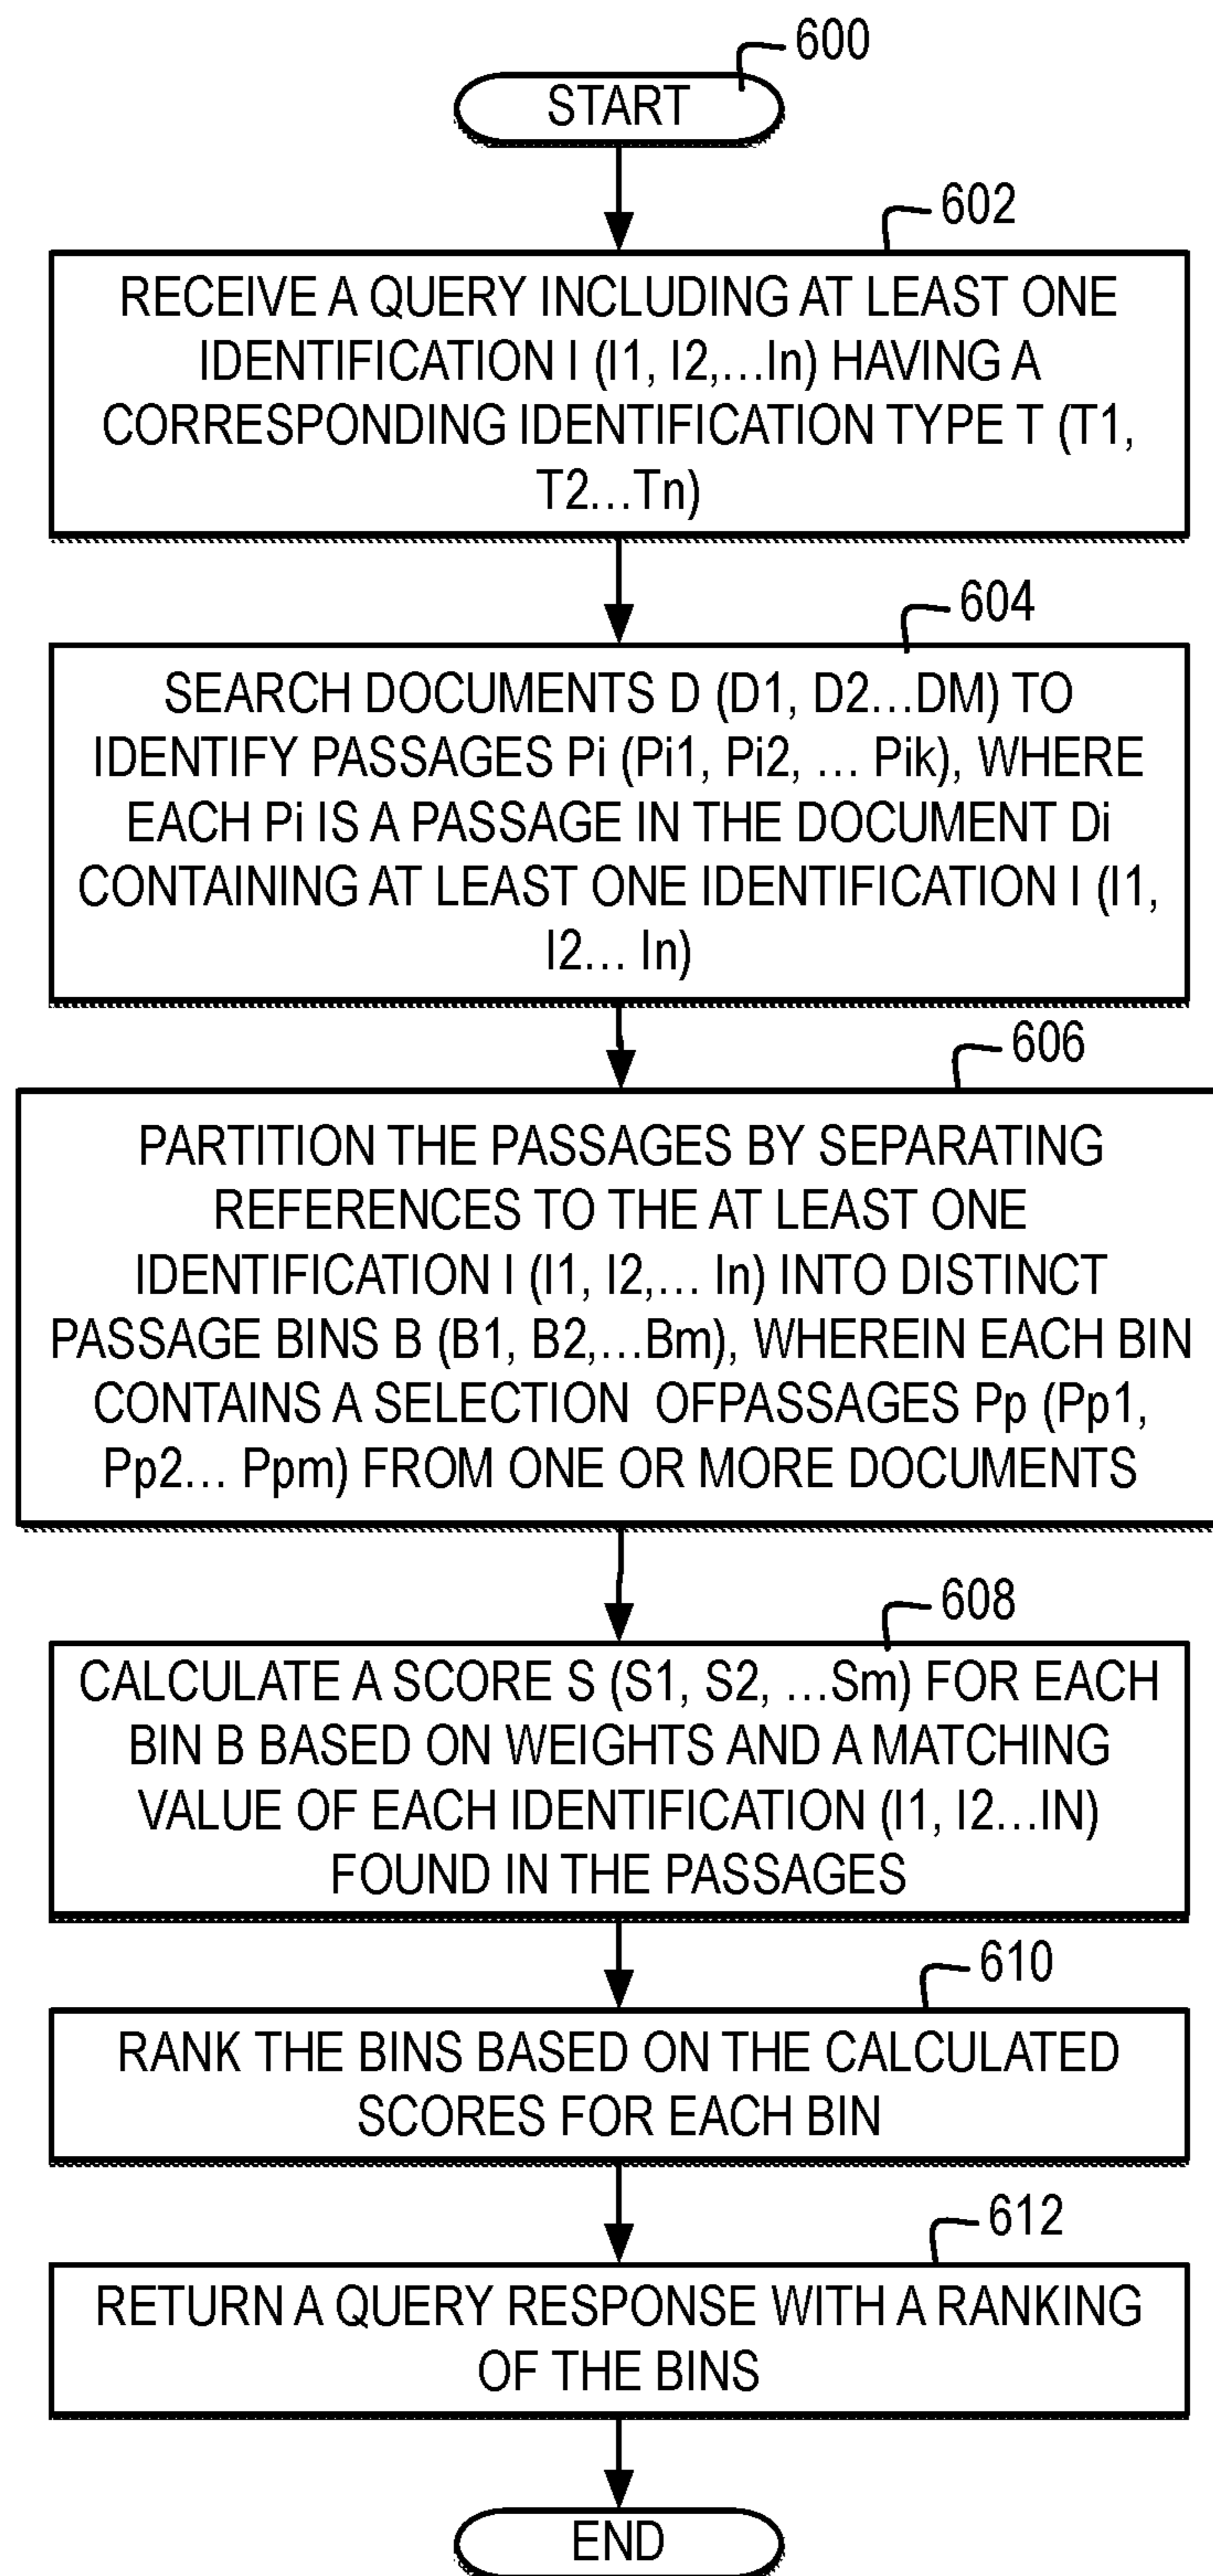 600
START
602
RECEIVE A QUERY INCLUDING AT LEAST ONE
IDENTIFICATION I (I1, I2,...In) HAVING A
CORRESPONDING IDENTIFICATION TYPE T (T1,
T2...Tn)
604
SEARCH DOCUMENTS D (D1, D2...DM) TO
IDENTIFY PASSAGES Pi (Pi1, Pi2, ... Pik), WHERE
EACH Pi IS A PASSAGE IN THE DOCUMENT Di
CONTAINING AT LEAST ONE IDENTIFICATION I (I1,
I2... In)
606
PARTITION THE PASSAGES BY SEPARATING
REFERENCES TO THE AT LEAST ONE
IDENTIFICATION I (I1, I2,... In) INTO DISTINCT
PASSAGE BINS B (B1, B2,...Bm), WHEREIN EACH BIN
CONTAINS A SELECTION OFPASSAGES Pp (Pp1,
Pp2... Ppm) FROM ONE OR MORE DOCUMENTS
608
CALCULATE A SCORE S (S1, S2, ...Sm) FOR EACH
BIN B BASED ON WEIGHTS AND A MATCHING
VALUE OF EACH IDENTIFICATION (I1, I2...IN)
FOUND IN THE PASSAGES
610
RANK THE BINS BASED ON THE CALCULATED
SCORES FOR EACH BIN
612
RETURN A QUERY RESPONSE WITH A RANKING
OF THE BINS
END